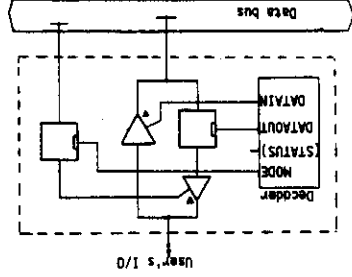 User's I/O
Decoder
MODE
(STATUS)
DATAOUT
DATAIN
Data bus